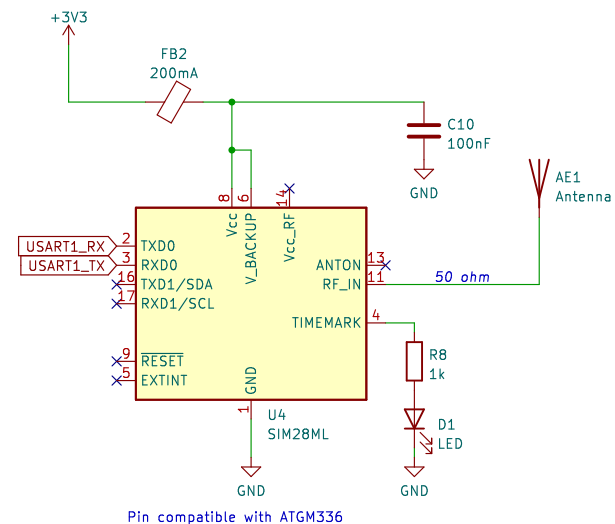 +3V3
FB2
200mA
C10
100nF
GND
AE1
Antenna
8
6
14
Vcc
V_BACKUP
Vcc_RF
USART1_RX
2
TXD0
USART1_TX
3
RXD0
16
TXD1/SDA
17
RXD1/SCL
ANTON
13
RF_IN
11
50 ohm
TIMEMARK
4
9
RESET
5
EXTINT
GND
1
R8
1k
U4
SIM28ML
D1
LED
GND
GND
Pin compatible with ATGM336